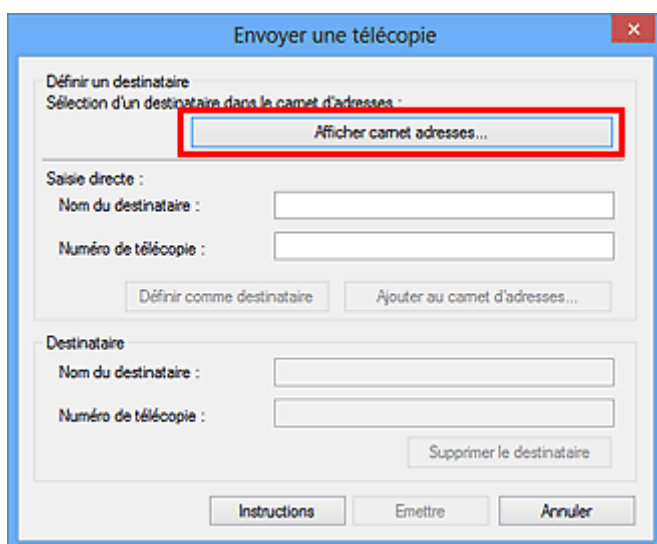 Envoyer une télécopie
Définir un destinataire
Sélection d'un destinataire dans le carnet d'adresses :
Afficher carnet adresses...
Saisie directe :
Nom du destinataire :
Numéro de télécopie :
Définir comme destinataire
Ajouter au carnet d'adresses...
Destinataire
Nom du destinataire :
Numéro de télécopie :
Supprimer le destinataire
Instructions
Emettre
Annuler